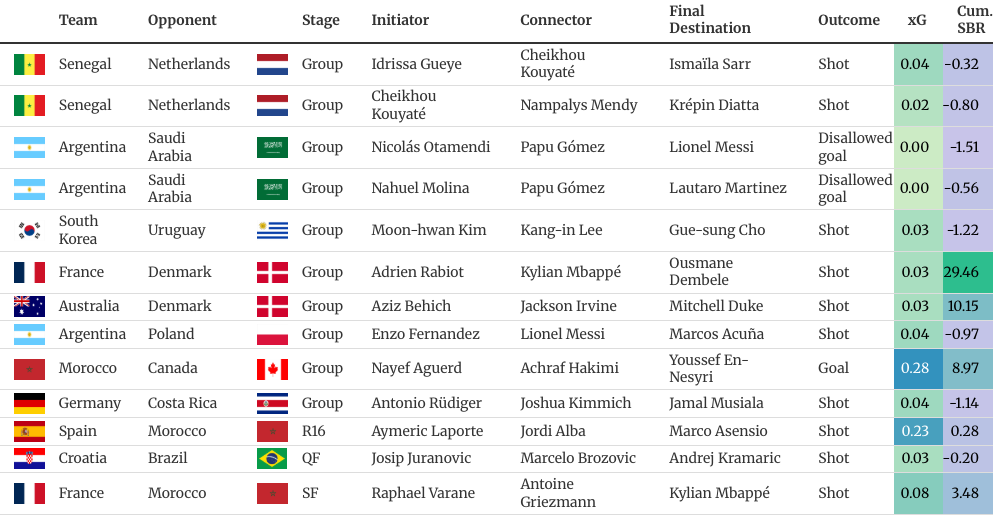 Team Opponent Stage Initiator Connector Final Destination Outcome xG Cum. SBR
Senegal Netherlands Group Idrissa Gueye Cheikhou Kouyaté Ismaïla Sarr Shot 0.04 −0.32
Senegal Netherlands Group Cheikhou Kouyaté Nampalys Mendy Krépin Diatta Shot 0.02 −0.80
Argentina Saudi Arabia Group Nicolás Otamendi Papu Gómez Lionel Messi Disallowed goal 0.00 −1.51
Argentina Saudi Arabia Group Nahuel Molina Papu Gómez Lautaro Martinez Disallowed goal 0.00 −0.56
South Korea Uruguay Group Moon-hwan Kim Kang-in Lee Gue-sung Cho Shot 0.03 −1.22
France Denmark Group Adrien Rabiot Kylian Mbappé Ousmane Dembele Shot 0.03 29.46
Australia Denmark Group Aziz Behich Jackson Irvine Mitchell Duke Shot 0.03 10.15
Argentina Poland Group Enzo Fernandez Lionel Messi Marcos Acuña Shot 0.04 −0.97
Morocco Canada Group Nayef Aguerd Achraf Hakimi Youssef En-Nesyri Goal 0.28 8.97
Germany Costa Rica Group Antonio Rüdiger Joshua Kimmich Jamal Musiala Shot 0.04 −1.14
Spain Morocco R16 Aymeric Laporte Jordi Alba Marco Asensio Shot 0.23 0.28
Croatia Brazil QF Josip Juranovic Marcelo Brozovic Andrej Kramaric Shot 0.03 −0.20
France Morocco SF Raphael Varane Antoine Griezmann Kylian Mbappé Shot 0.08 3.48